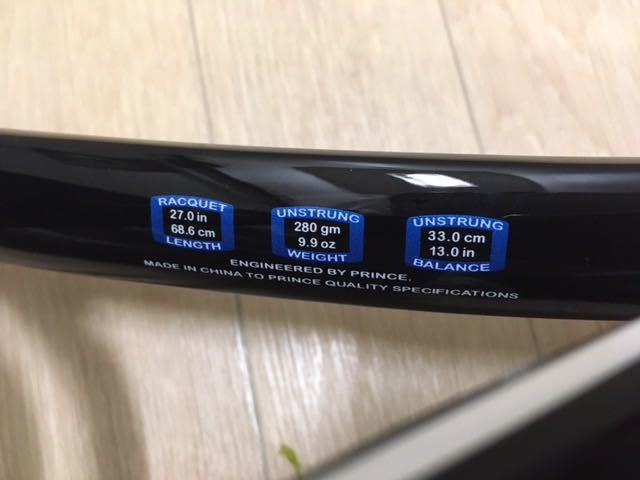 RACQUET
27.0 in
68.6 cm
LENGTH
UNSTRUNG
280 gm
9.9 oz
WEIGHT
UNSTRUNG
33.0 cm
13.0 in
BALANCE
ENGINEERED BY PRINCE.
MADE IN CHINA TO PRINCE QUALITY SPECIFICATIONS